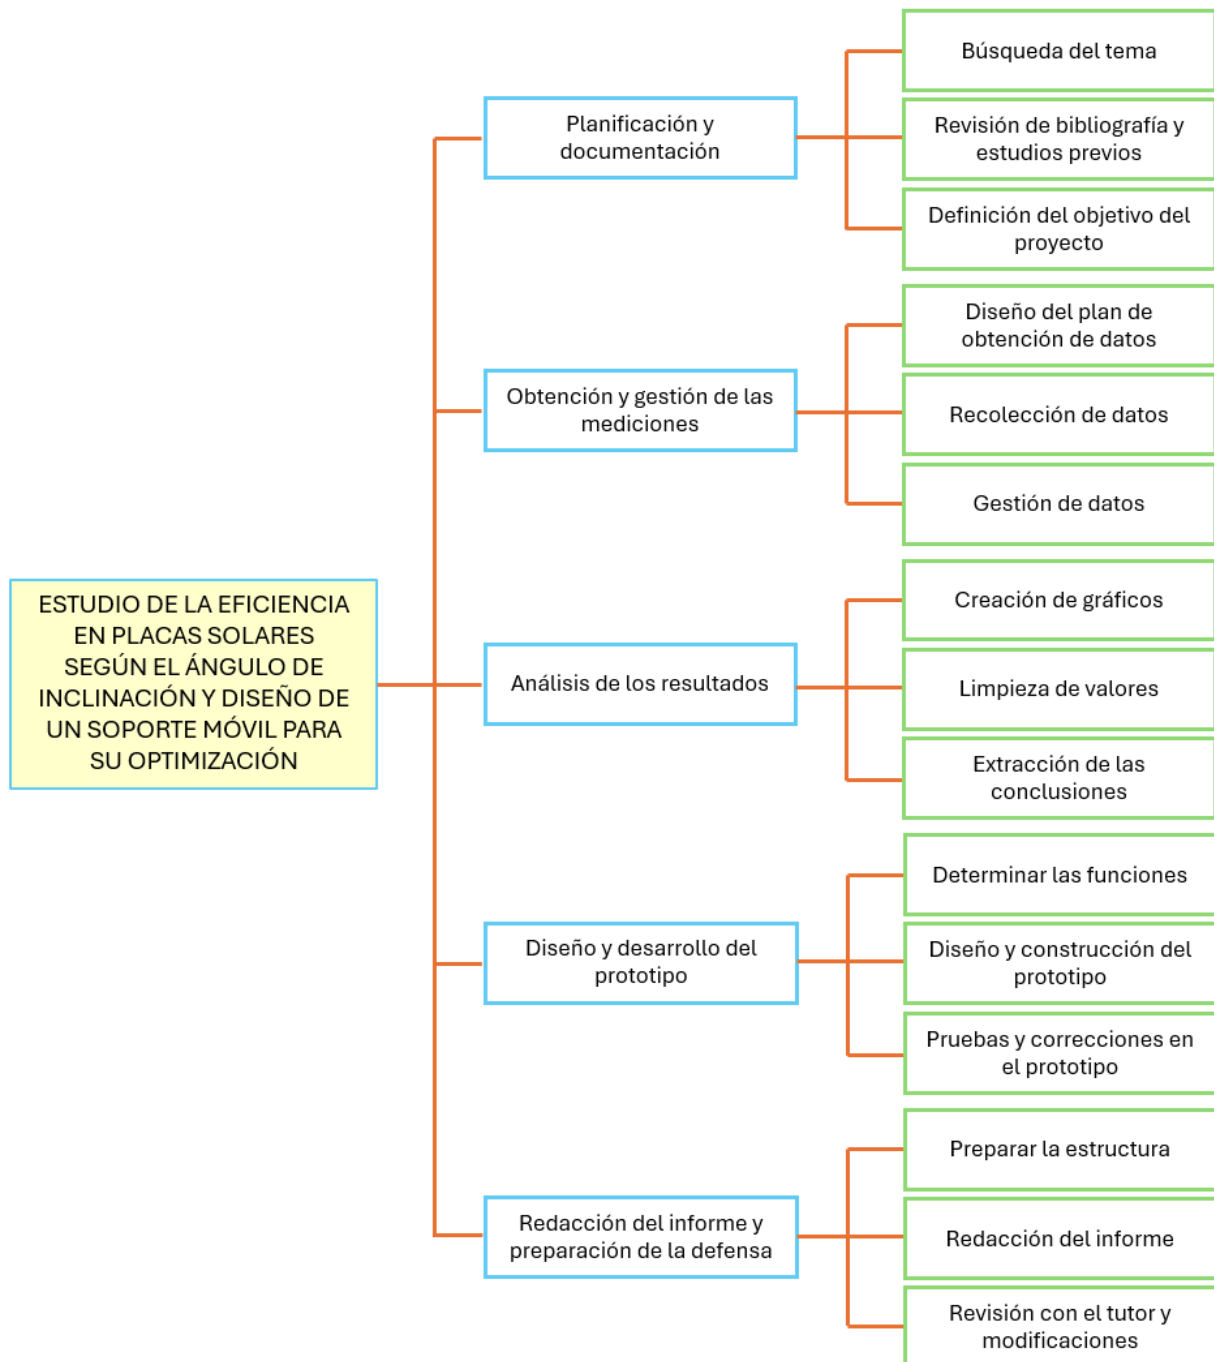 Búsqueda del tema
Planificación y
documentación
Revisión de bibliografía y
estudios previos
Definición del objetivo del
proyecto
Diseño del plan de
obtención de datos
Obtención y gestión de las
mediciones
Recolección de datos
Gestión de datos
ESTUDIO DE LA EFICIENCIA
EN PLACAS SOLARES
SEGÚN EL ÁNGULO DE
INCLINACIÓN Y DISEÑO DE
UN SOPORTE MÓVIL PARA
SU OPTIMIZACIÓN
Creación de gráficos
Análisis de los resultados
Limpieza de valores
Extracción de las
conclusiones
Determinar las funciones
Diseño y desarrollo del
prototipo
Diseño y construcción del
prototipo
Pruebas y correcciones en
el prototipo
Preparar la estructura
Redacción del informe y
preparación de la defensa
Redacción del informe
Revisión con el tutor y
modificaciones